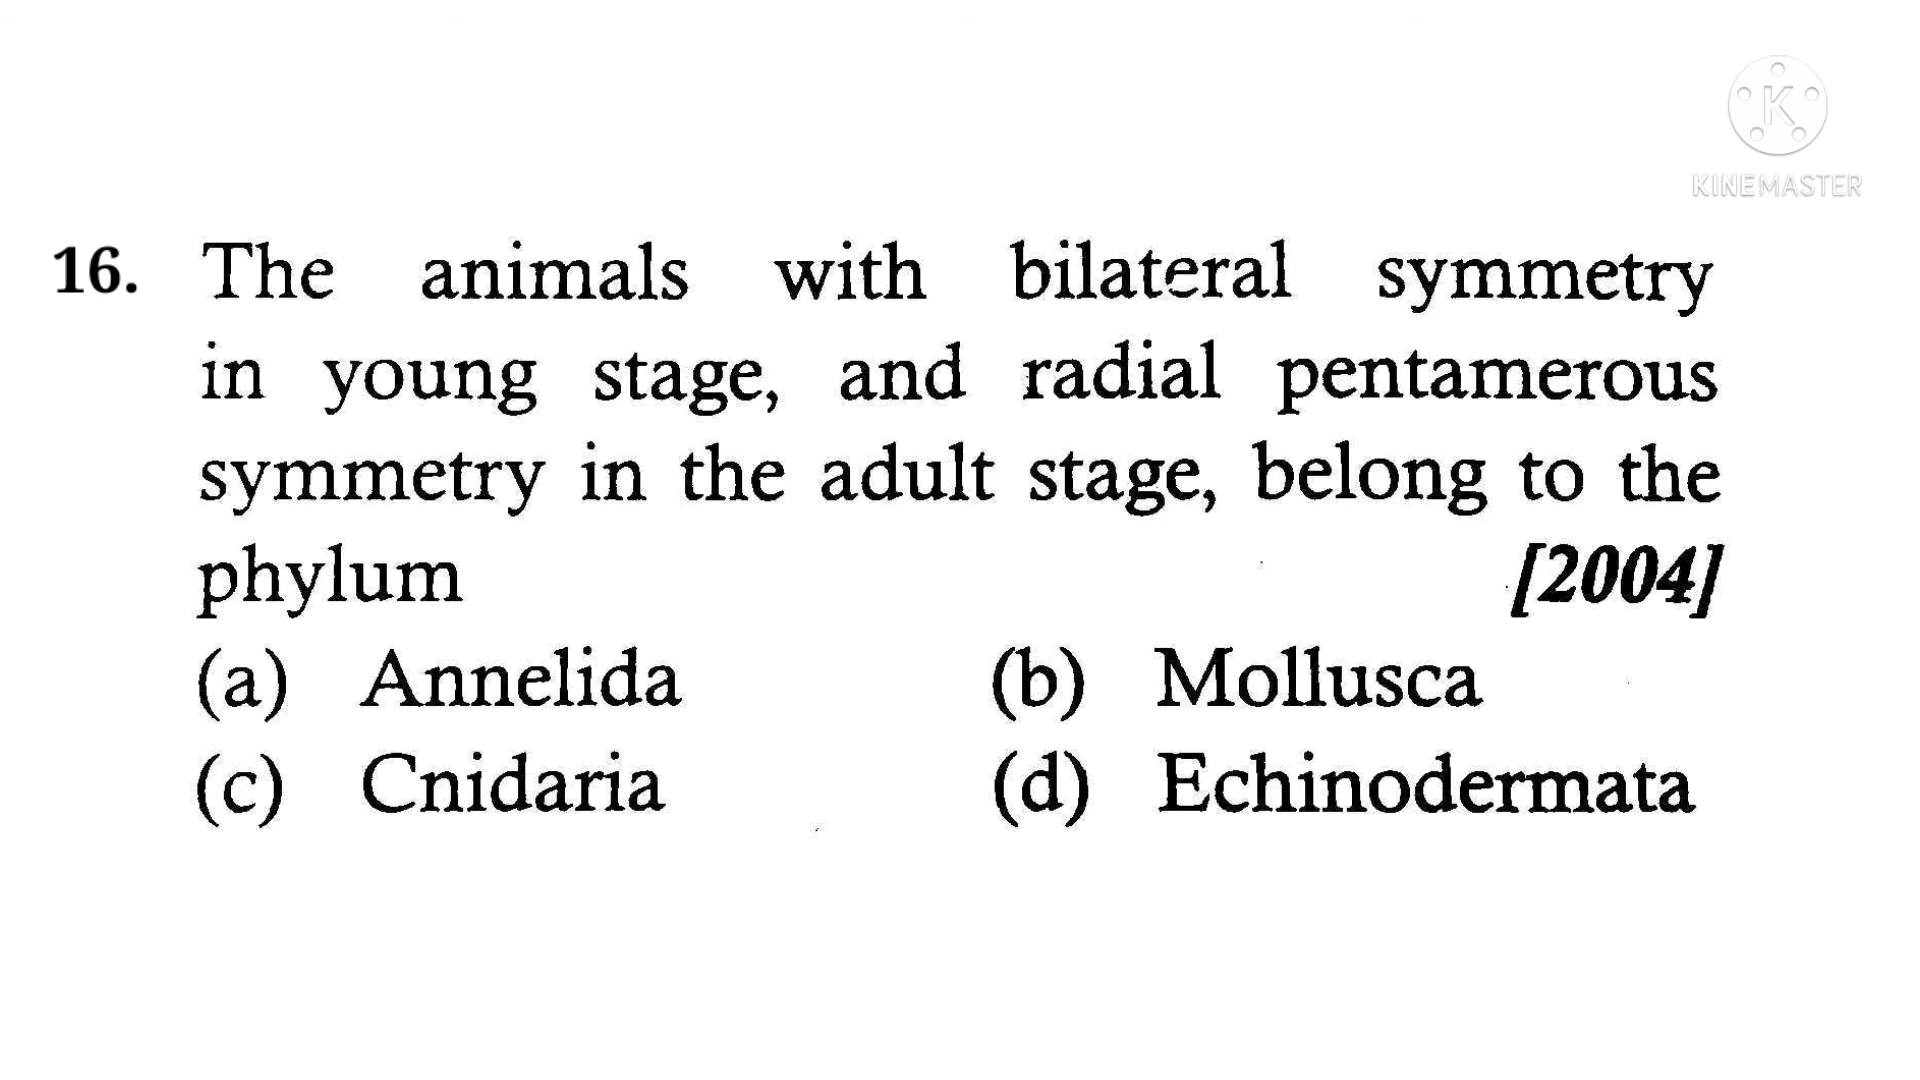 K
KINEMASTER
16. The animals with bilateral symmetry
in young stage, and radial pentamerous
symmetry in the adult stage, belong to the
phylum [2004]
(a) Annelida (b) Mollusca
(c) Cnidaria (d) Echinodermata